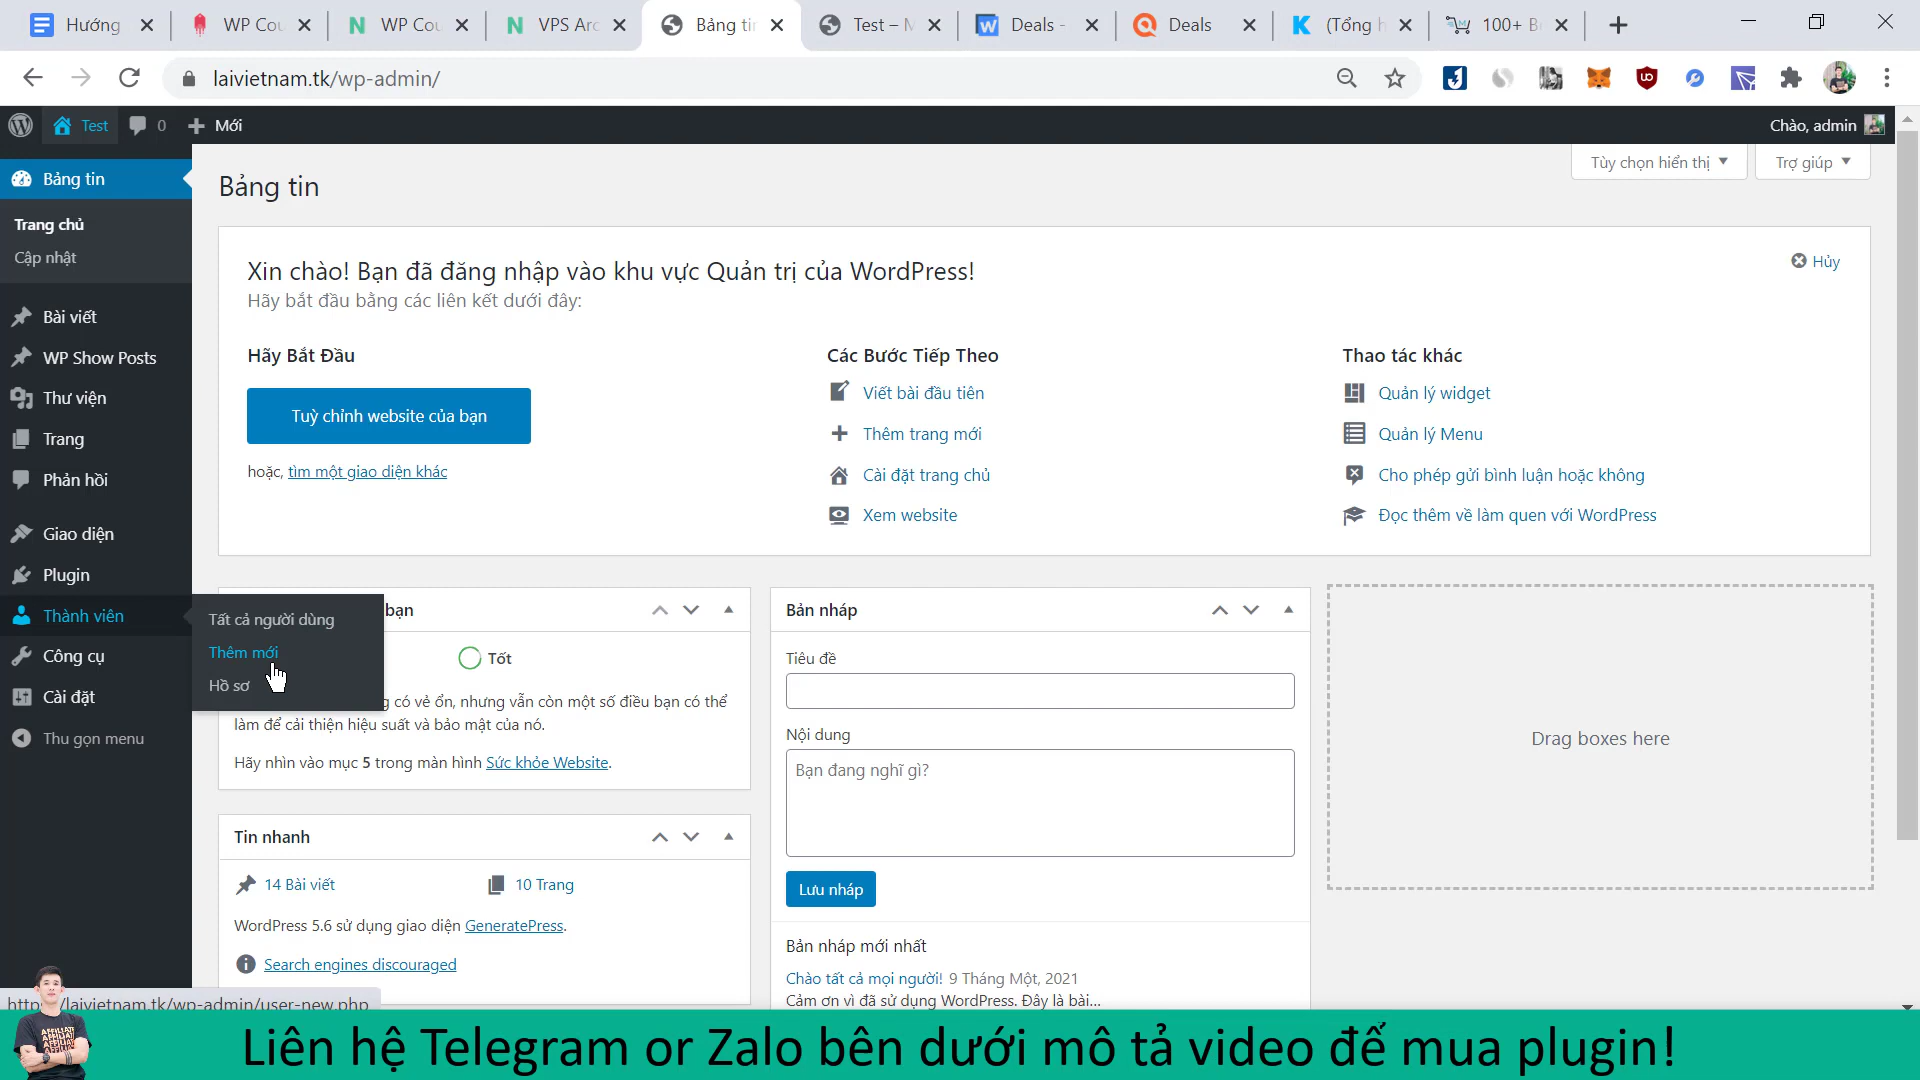 Hướng
WP Cou
WP Cou
VPS Arc
Bảng tin
Test – M
Deals -
Deals
(Tổng h
100+ B
laivietnam.tk/wp-admin/
Test
0
Mới
Chào, admin
Tùy chọn hiển thị
Trợ giúp
Bảng tin
Trang chủ
Cập nhật
Bài viết
WP Show Posts
Thư viện
Trang
Phản hồi
Giao diện
Plugin
Thành viên
Công cụ
Cài đặt
Thu gọn menu
Tất cả người dùng
Thêm mới
Hồ sơ
Bảng tin
Xin chào! Bạn đã đăng nhập vào khu vực Quản trị của WordPress!
Hãy bắt đầu bằng các liên kết dưới đây:
Hủy
Hãy Bắt Đầu
Tuỳ chỉnh website của bạn
hoặc, tìm một giao diện khác
Các Bước Tiếp Theo
Viết bài đầu tiên
Thêm trang mới
Cài đặt trang chủ
Xem website
Thao tác khác
Quản lý widget
Quản lý Menu
Cho phép gửi bình luận hoặc không
Đọc thêm về làm quen với WordPress
bạn
Tốt
có vẻ ổn, nhưng vẫn còn một số điều bạn có thể
làm để cải thiện hiệu suất và bảo mật của nó.
Hãy nhìn vào mục 5 trong màn hình Sức khỏe Website.
Tin nhanh
14 Bài viết
10 Trang
WordPress 5.6 sử dụng giao diện GeneratePress.
Search engines discouraged
Bản nháp
Tiêu đề
Nội dung
Bạn đang nghĩ gì?
Lưu nháp
Bản nháp mới nhất
Chào tất cả mọi người! 9 Tháng Một, 2021
Cảm ơn vì đã sử dụng WordPress. Đây là bài...
Drag boxes here
https://laivietnam.tk/wp-admin/user-new.php
AFFILIATE
AFFILIATE
AFFILIATE
Liên hệ Telegram or Zalo bên dưới mô tả video để mua plugin!